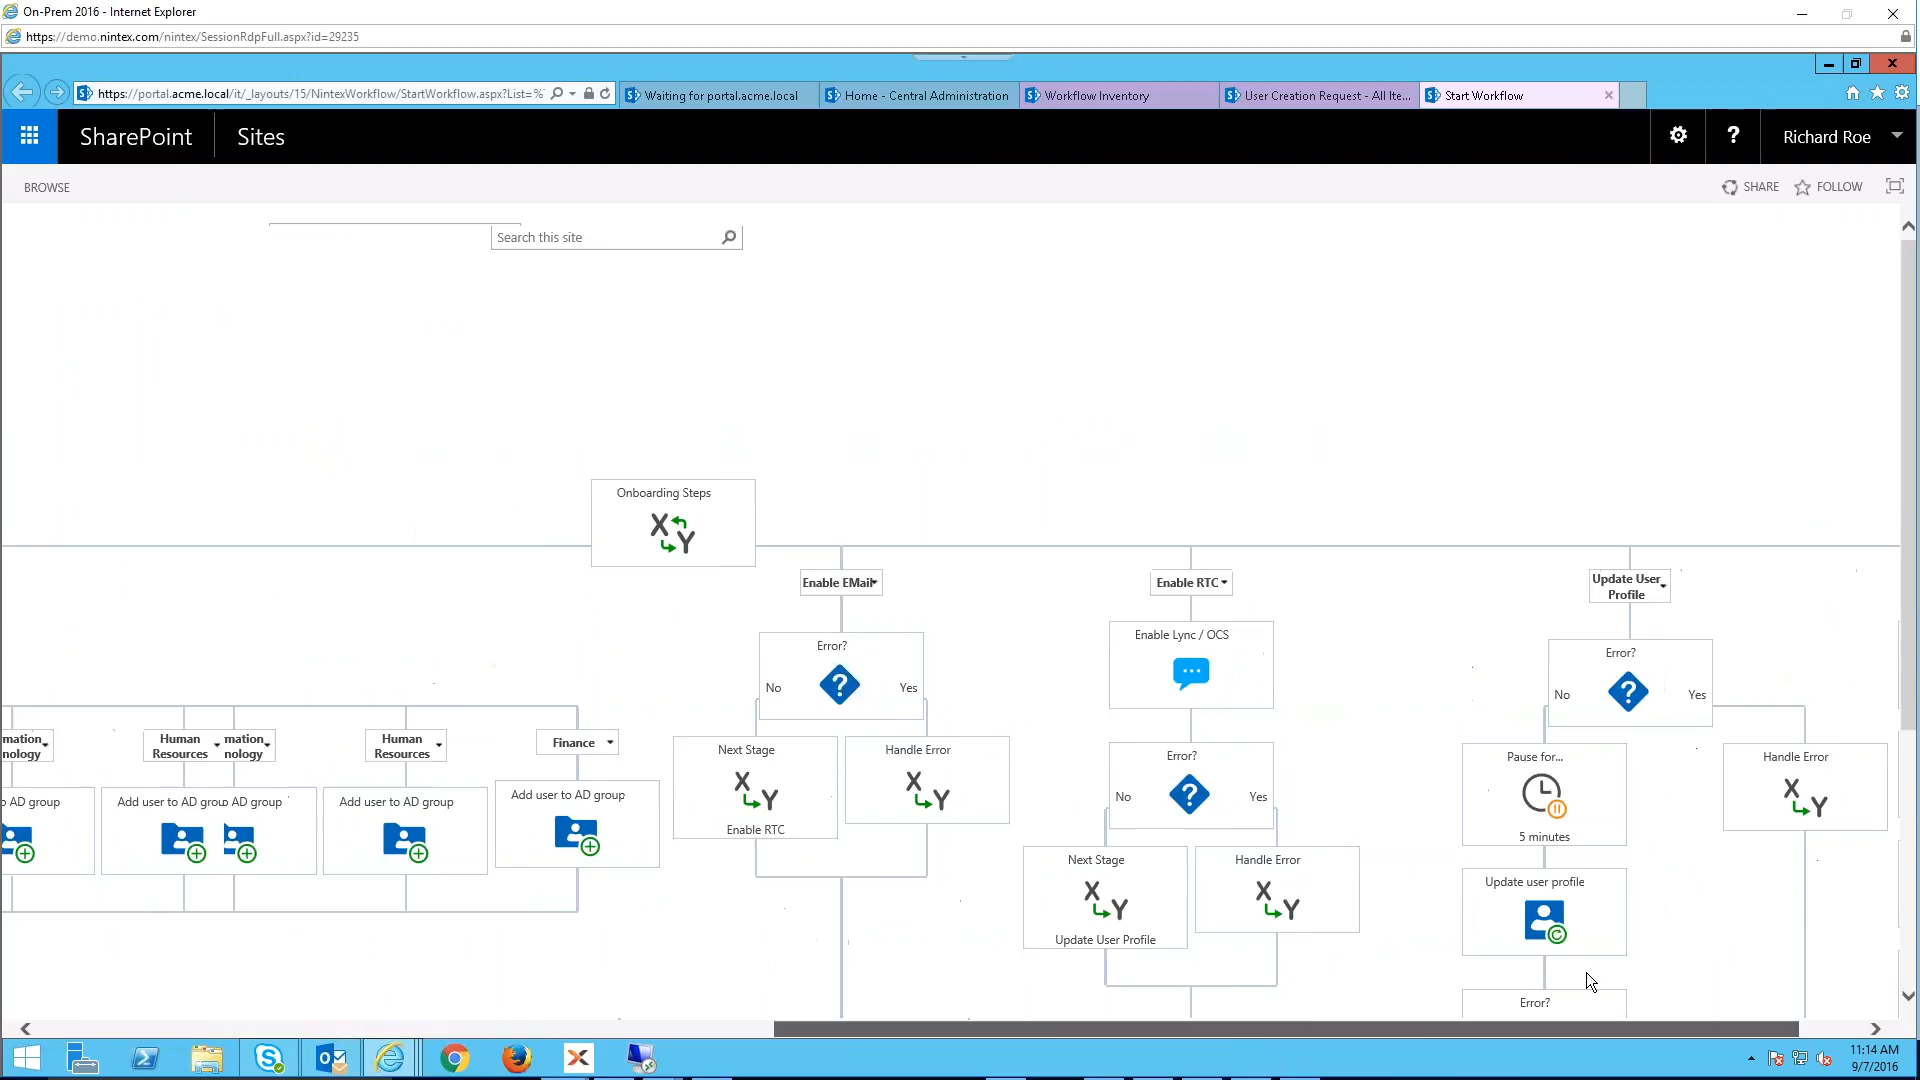 On-Prem 2016 - Internet Explorer
https://demo.nintex.com/nintex/SessionRdpFull.aspx?id=29235
https://portal.acme.local/it/_layouts/15/NintexWorkflow/StartWorkflow.aspx?List=%
Waiting for portal.acme.local
Home - Central Administration
Workflow Inventory
User Creation Request - All Ite...
Start Workflow
SharePoint
Sites
Richard Roe
BROWSE
SHARE
FOLLOW
Search this site
Onboarding Steps
X Y
Enable EMail
Enable RTC
Update User
Profile
Error?
No
Yes
Enable Lync / OCS
Error?
No
Yes
mation
nology
Human
Resources
mation
nology
Human
Resources
Finance
Next Stage
X Y
Enable RTC
Handle Error
X Y
Error?
No
Yes
Pause for...
5 minutes
Handle Error
X Y
o AD group
Add user to AD grou
AD group
Add user to AD group
Add user to AD group
Next Stage
X Y
Update User Profile
Handle Error
X Y
Update user profile
Error?
11:14 AM
9/7/2016